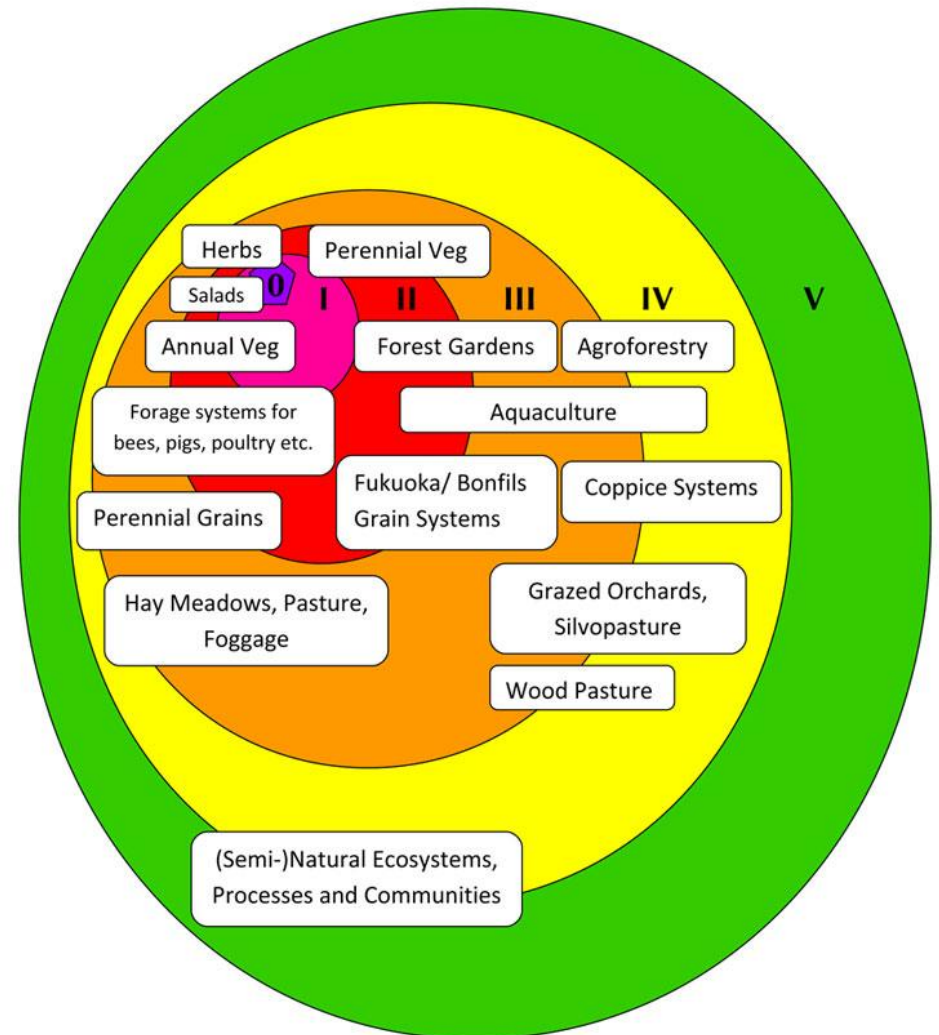 Herbs
Perennial Veg
Salads
0
I
II
III
IV
V
Annual Veg
Forest Gardens
Agroforestry
Forage systems for
bees, pigs, poultry etc.
Aquaculture
Fukuoka/ Bonfils
Grain Systems
Coppice Systems
Perennial Grains
Hay Meadows, Pasture,
Foggage
Grazed Orchards,
Silvopasture
Wood Pasture
(Semi-)Natural Ecosystems,
Processes and Communities